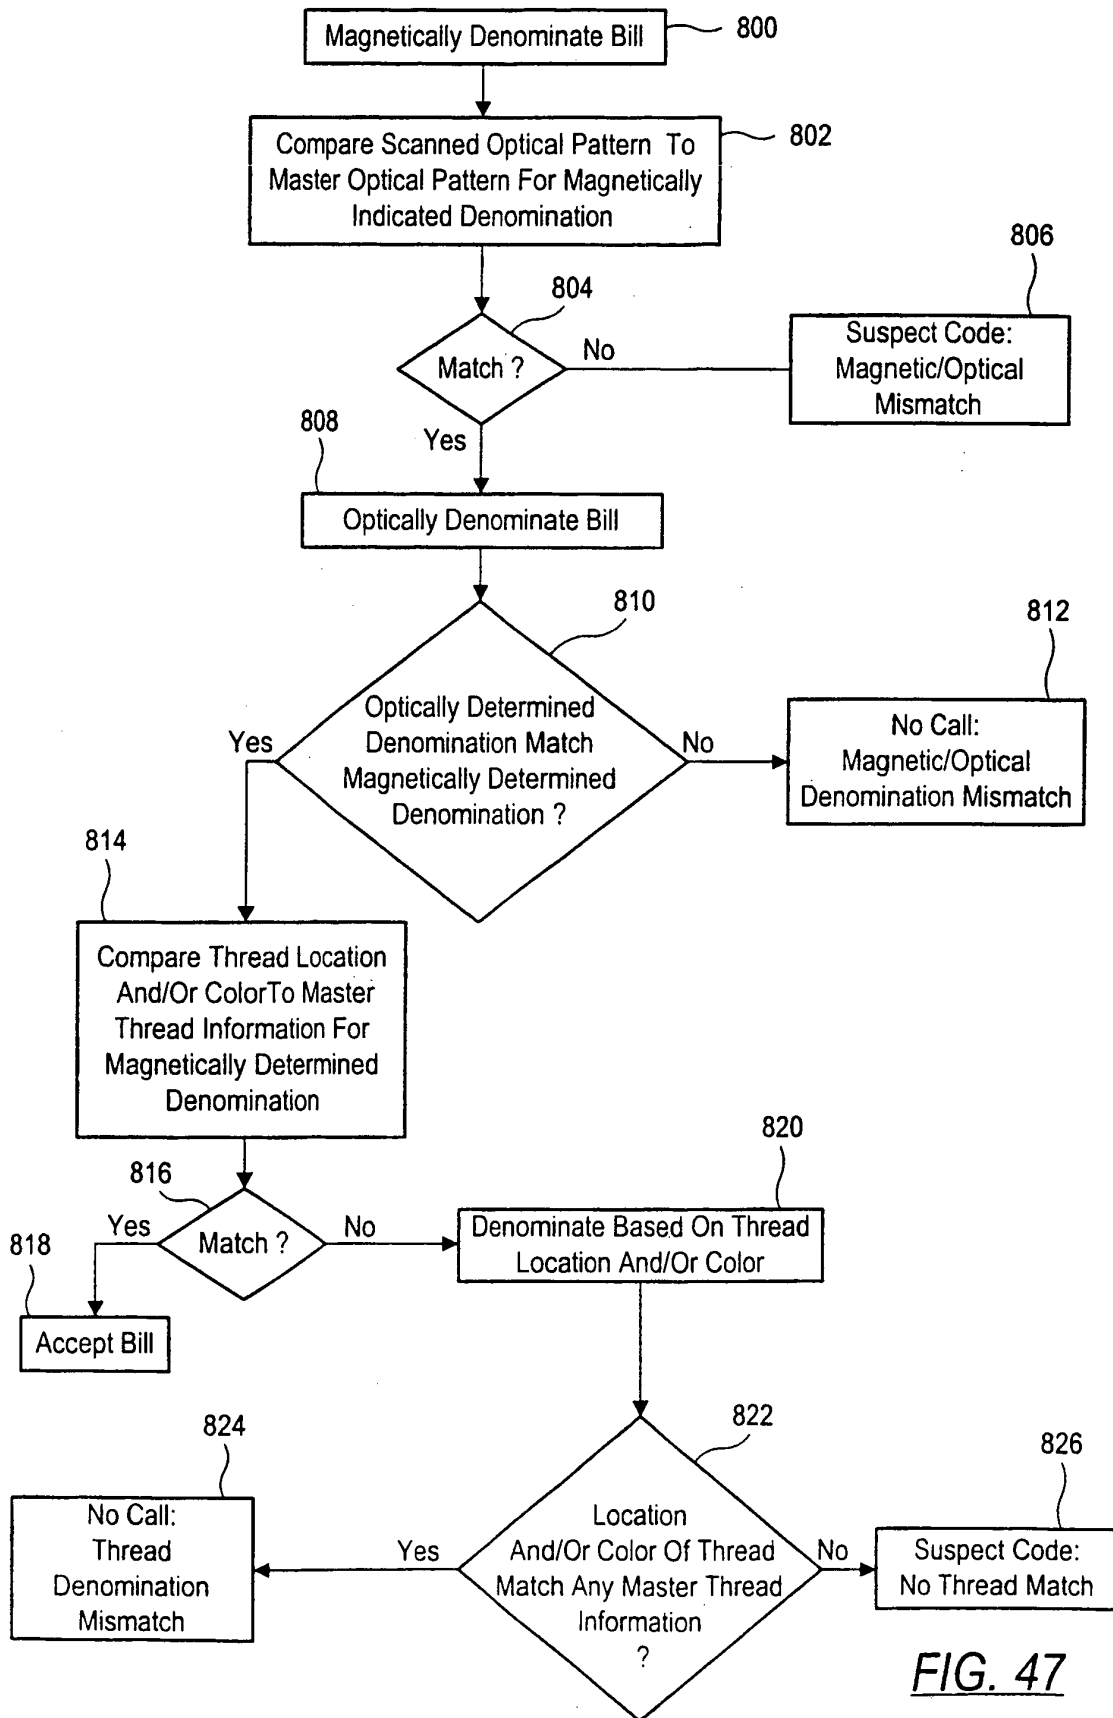 Magnetically Denominate Bill
800
Compare Scanned Optical Pattern To
Master Optical Pattern For Magnetically
Indicated Denomination
802
804
Match ?
No
806
Suspect Code:
Magnetic/Optical
Mismatch
Yes
808
Optically Denominate Bill
810
Optically Determined
Denomination Match
Magnetically Determined
Denomination ?
Yes
No
812
No Call:
Magnetic/Optical
Denomination Mismatch
814
Compare Thread Location
And/Or ColorTo Master
Thread Information For
Magnetically Determined
Denomination
816
Match ?
Yes
No
818
Accept Bill
820
Denominate Based On Thread
Location And/Or Color
822
Location
And/Or Color Of Thread
Match Any Master Thread
Information
?
Yes
No
824
No Call:
Thread
Denomination
Mismatch
826
Suspect Code:
No Thread Match
FIG. 47